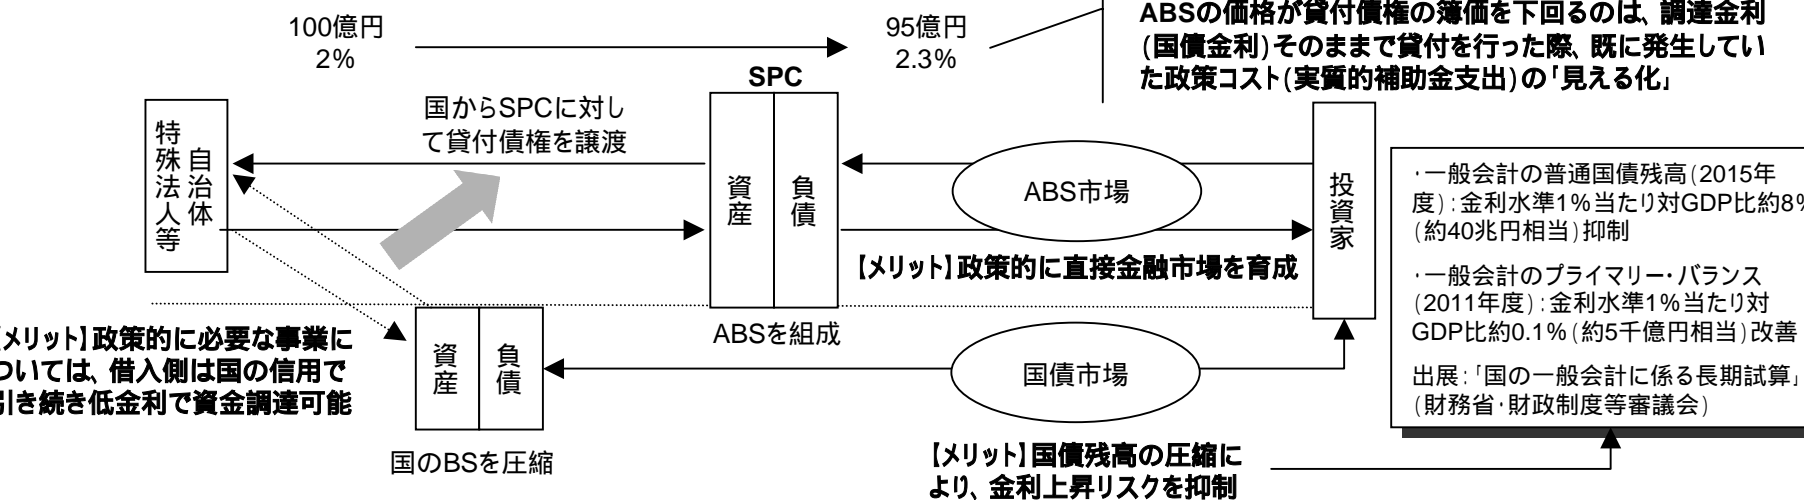 100億円
2%
95億円
2.3%
ABSの価格が貸付債権の簿価を下回るのは、調達金利
(国債金利)そのままで貸付を行った際、既に発生してい
た政策コスト(実質的補助金支出)の「見える化」
SPC
国からSPCに対し
て貸付債権を譲渡
特殊法人等
自治体
資産
負債
ABS市場
投資家
・一般会計の普通国債残高(2015年
度):金利水準1%当たり対GDP比約8%
(約40兆円相当)抑制
・一般会計のプライマリー・バランス
(2011年度):金利水準1%当たり対
GDP比約0.1%(約5千億円相当)改善
出展:「国の一般会計に係る長期試算」
(財務省・財政制度等審議会)
【メリット】政策的に直接金融市場を育成
ABSを組成
【メリット】政策的に必要な事業に
ついては、借入側は国の信用で
引き続き低金利で資金調達可能
資産
負債
国債市場
国のBSを圧縮
【メリット】国債残高の圧縮に
より、金利上昇リスクを抑制